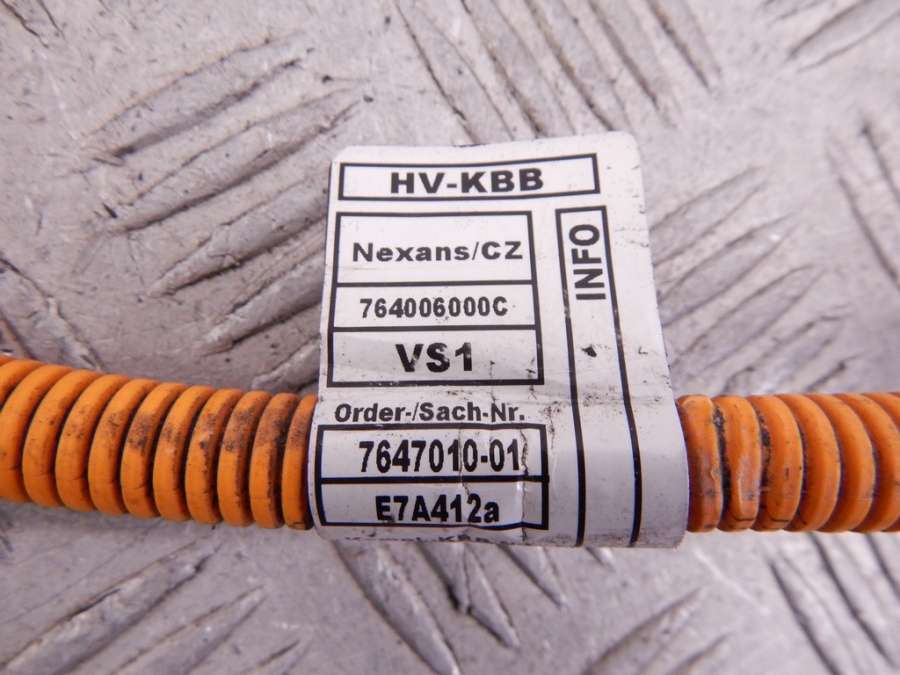 HV-KBB
Nexans/CZ
764006000C
VS1
Order-/Sach-Nr.
7647010-01
E7A412a
INFO